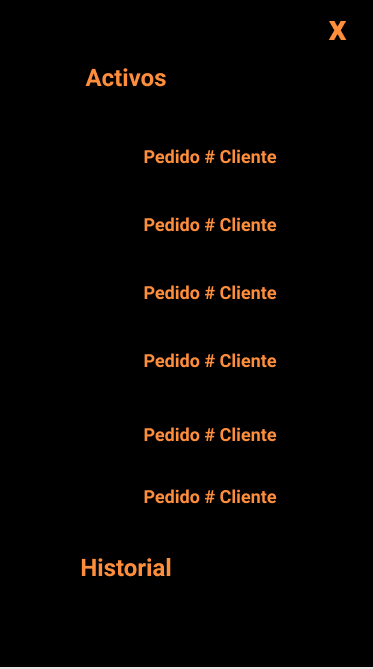 X
Activos
Pedido # Cliente
Pedido # Cliente
Pedido # Cliente
Pedido # Cliente
Pedido # Cliente
Pedido # Cliente
Historial